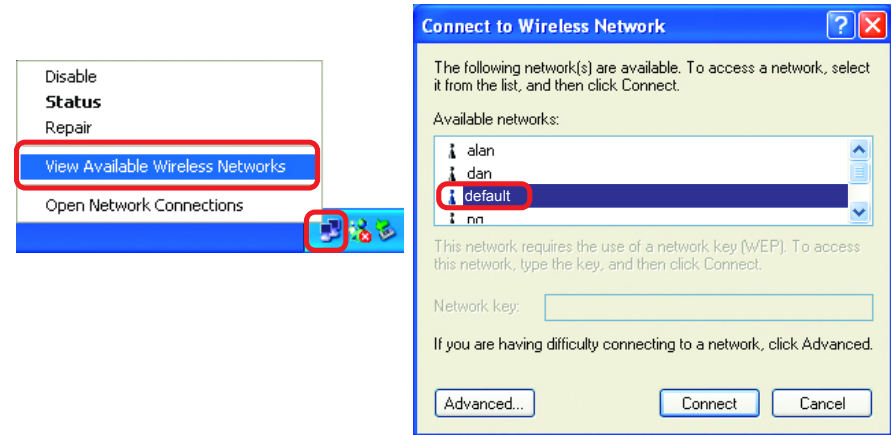 Disable
Status
Repair
View Available Wireless Networks
Open Network Connections
Connect to Wireless Network
The following network(s) are available. To access a network, select
it from the list, and then click Connect.
Available networks:
alan
dan
default
This network requires the use of a network key (WEP). To access
this network, type the key, and then click Connect.
Network key:
If you are having difficulty connecting to a network, click Advanced.
Advanced...
Connect
Cancel